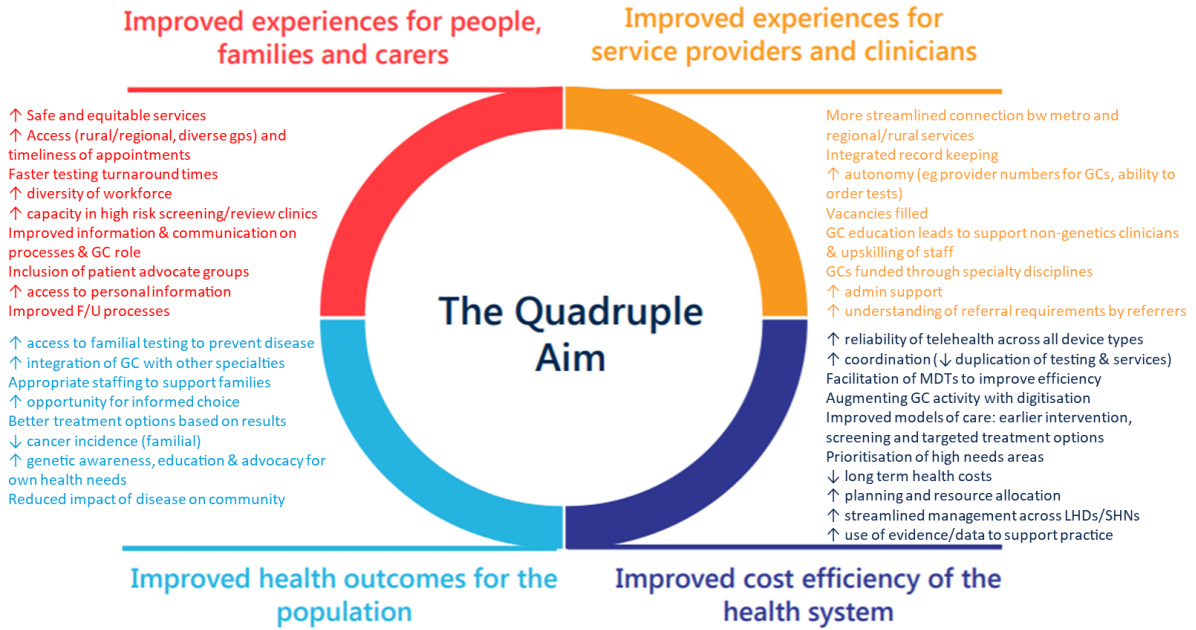 Improved experiences for people,
families and carers
Improved experiences for
service providers and clinicians
↑ Safe and equitable services
↑ Access (rural/regional, diverse gps) and
timeliness of appointments
Faster testing turnaround times
↑ diversity of workforce
↑ capacity in high risk screening/review clinics
Improved information & communication on
processes & GC role
Inclusion of patient advocate groups
↑ access to personal information
Improved F/U processes
More streamlined connection bw metro and
regional/rural services
Integrated record keeping
↑ autonomy (eg provider numbers for GCs, ability to
order tests)
Vacancies filled
GC education leads to support non-genetics clinicians
& upskilling of staff
GCs funded through specialty disciplines
↑ admin support
↑ understanding of referral requirements by referrers
The Quadruple
Aim
↑ access to familial testing to prevent disease
↑ integration of GC with other specialties
Appropriate staffing to support families
↑ opportunity for informed choice
Better treatment options based on results
↓ cancer incidence (familial)
↑ genetic awareness, education & advocacy for
own health needs
Reduced impact of disease on community
↑ reliability of telehealth across all device types
↑ coordination (↓ duplication of testing & services)
Facilitation of MDTs to improve efficiency
Augmenting GC activity with digitisation
Improved models of care: earlier intervention,
screening and targeted treatment options
Prioritisation of high needs areas
↓ long term health costs
↑ planning and resource allocation
↑ streamlined management across LHDs/SHNs
↑ use of evidence/data to support practice
Improved health outcomes for the
population
Improved cost efficiency of the
health system